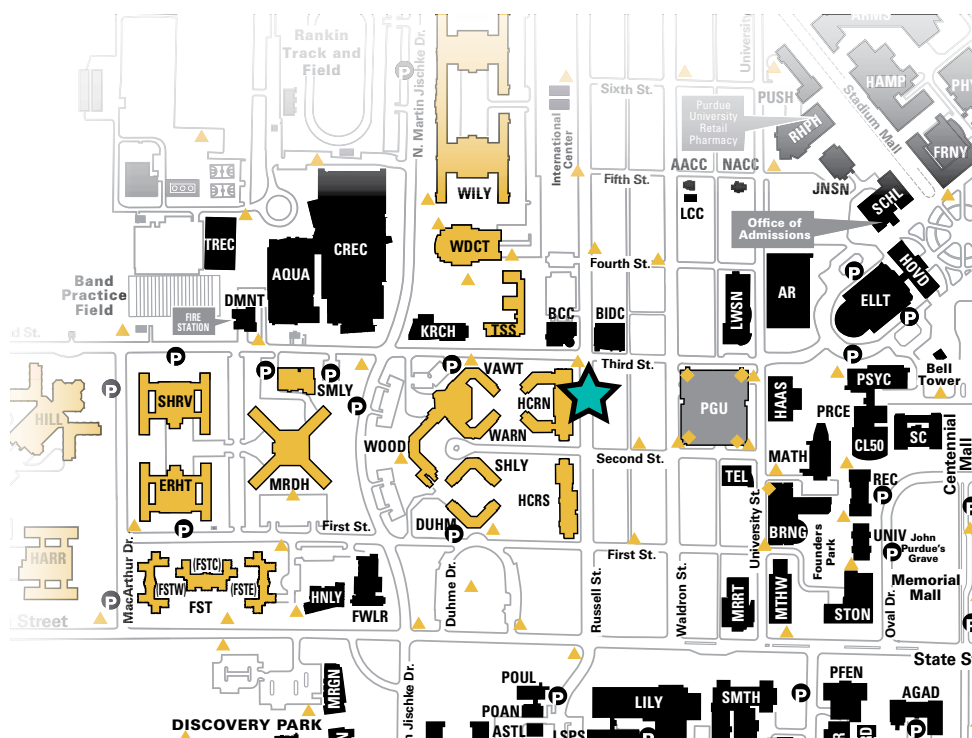 ARMS
Rankin
Track and
Field
N. Martin Jischke Dr.
P
International
Center
Sixth St.
University
PUSH
HAMP
PHY
Stadium Mall
Purdue
University
Retail
Pharmacy
RHPH
FRNY
WILY
Fifth St.
AACC
NACC
LCC
JNSN
SCHL
Office of
Admissions
TREC
AQUA
CREC
WDCT
Fourth St.
HOVD
P
ELLT
P
Band
Practice
Field
FIRE
STATION
DMNT
KRCH
TSS
BCC
BIDC
LWSN
AR
d St.
P
P
P
P
Third St.
P
Bell
Tower
HILL
P
SHRV
SMLY
P
VAWT
HCRN
PGU
HAAS
PSYC
PRCE
WOOD
WARN
CL50
SC
Centennial
Mall
ERHT
MRDH
SHLY
HCRS
Second St.
TEL
MATH
REC
P
P
P
First St.
DUHM
P
First St.
University St.
BRNG
Founders
Park
UNIV
P
John
Purdue's
Grave
P
HARR
MacArthur Dr.
(FSTC)
(FSTW)
(FSTE)
FST
HNLY
FWLR
Duhme Dr.
Russell St.
Waldron St.
MRRT
MTHW
STON
Oval Dr.
Memorial
Mall
P
P
Street
State S
MRGN
DISCOVERY PARK
n Jischke Dr.
POUL
P
POAN
ASTL
LSPS
LILY
SMTH
P
PFEN
AGAD
P